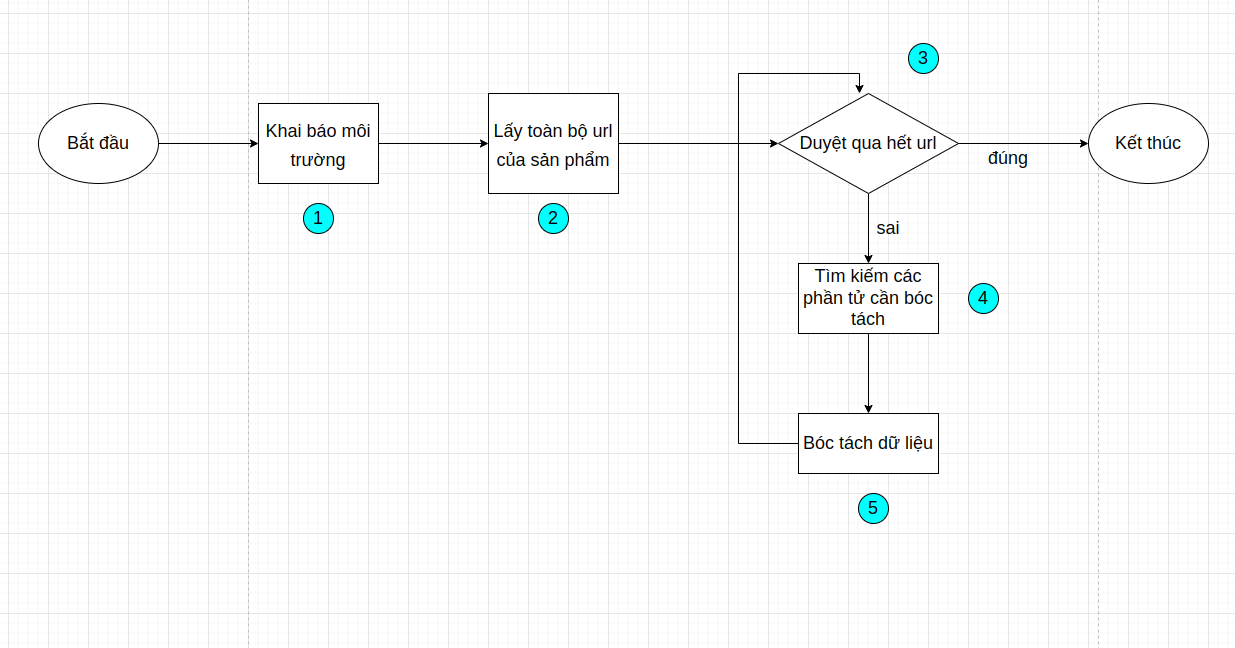 3
Bắt đầu
Khai báo môi
trường
1
Lấy toàn bộ url
của sản phẩm
2
Duyệt qua hết url
đúng
Kết thúc
sai
Tìm kiếm các
phần tử cần bóc
tách
4
Bóc tách dữ liệu
5